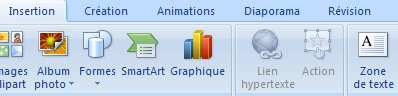 Insertion Création Animations Diaporama Révision
mages Album Formes SmartArt Graphique Lien Action Zone
lipart photo hypertexte de texte